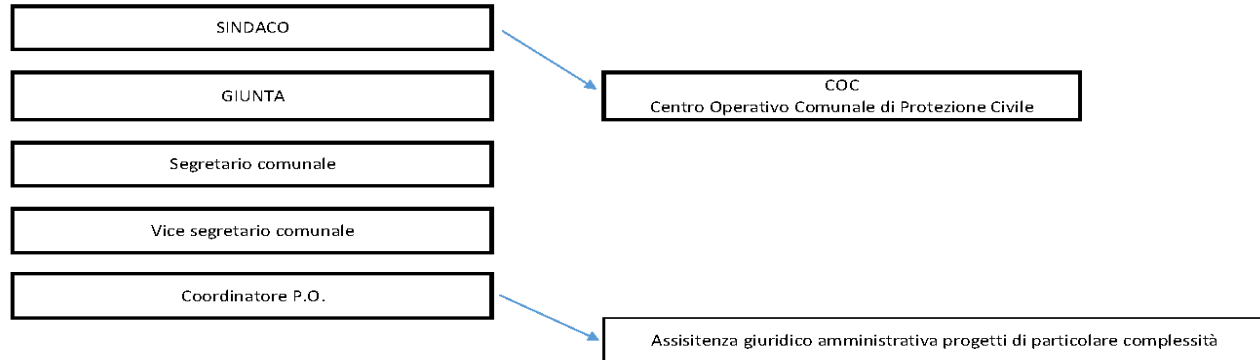 SINDACO
GIUNTA
COC
Centro Operativo Comunale di Protezione Civile
Segretario comunale
Vice segretario comunale
Coordinatore P.O.
Assisitenza giuridico amministrativa progetti di particolare complessità